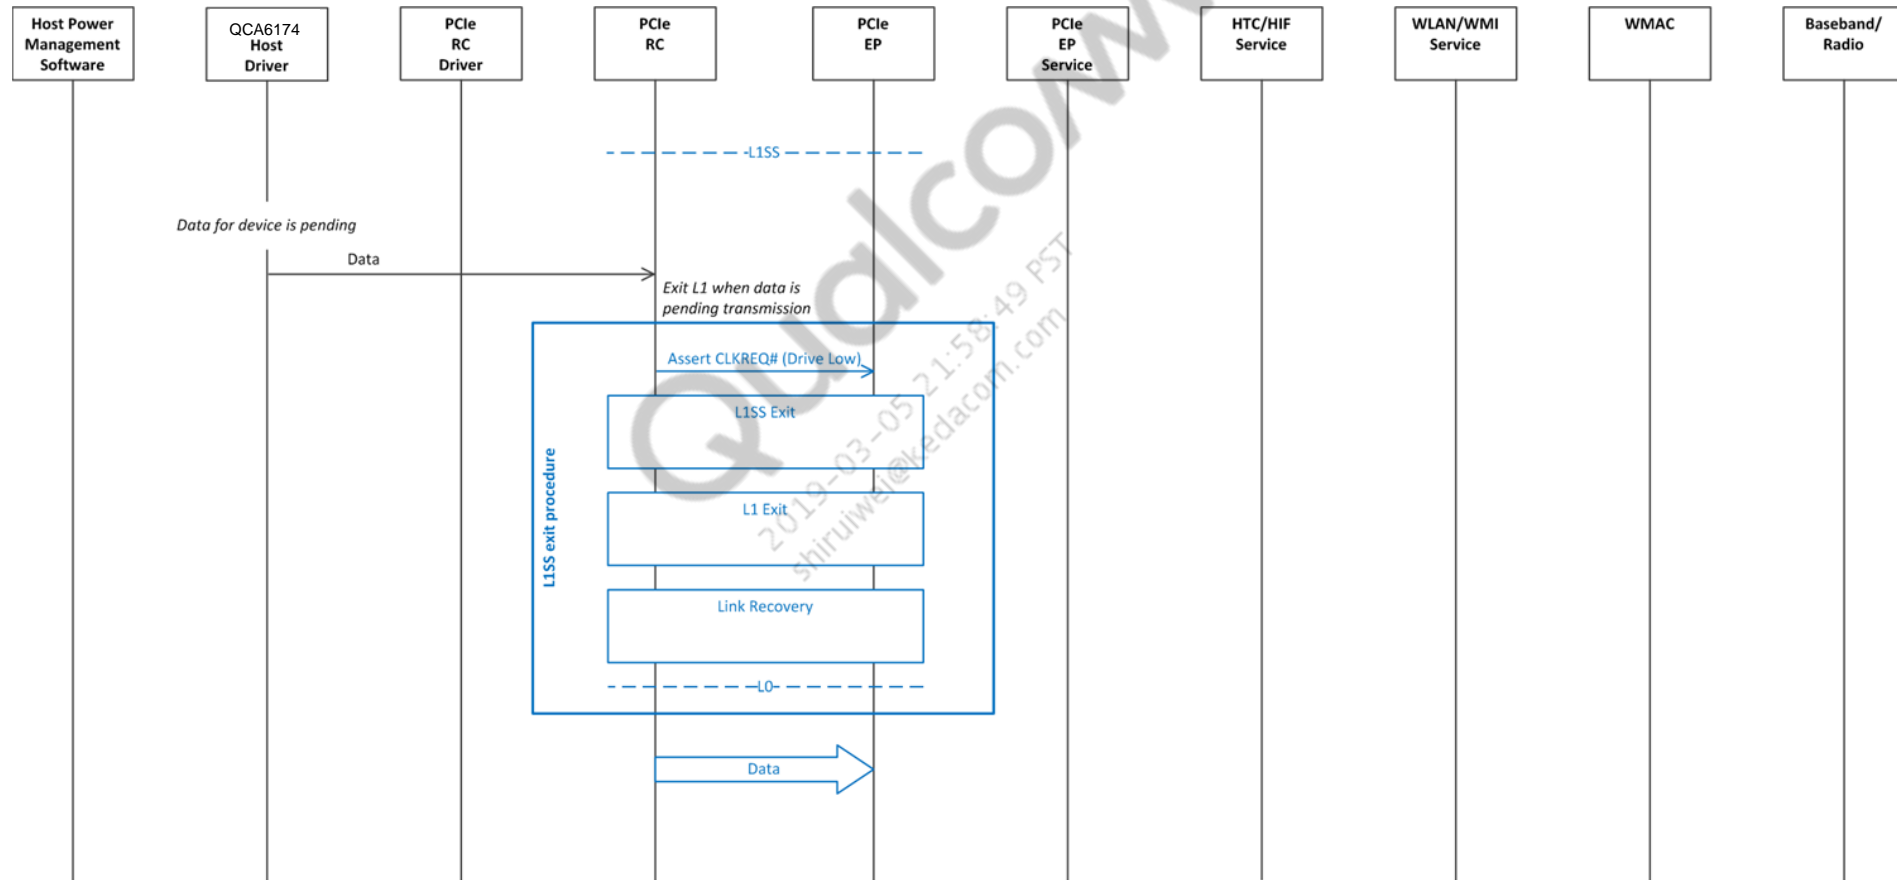 Host Power
Management
Software
QCA6174
Host
Driver
PCIe
RC
Driver
PCIe
RC
PCIe
EP
PCIe
EP
Service
HTC/HIF
Service
WLAN/WMI
Service
WMAC
Baseband/
Radio
L1SS
Data for device is pending
Data
Exit L1 when data is
pending transmission
Assert CLKREQ# (Drive Low)
L1SS Exit
L1SS exit procedure
L1 Exit
Link Recovery
L0
Data
2019-03-05 21:58:49 PST
shiruiwei@kedacom.com